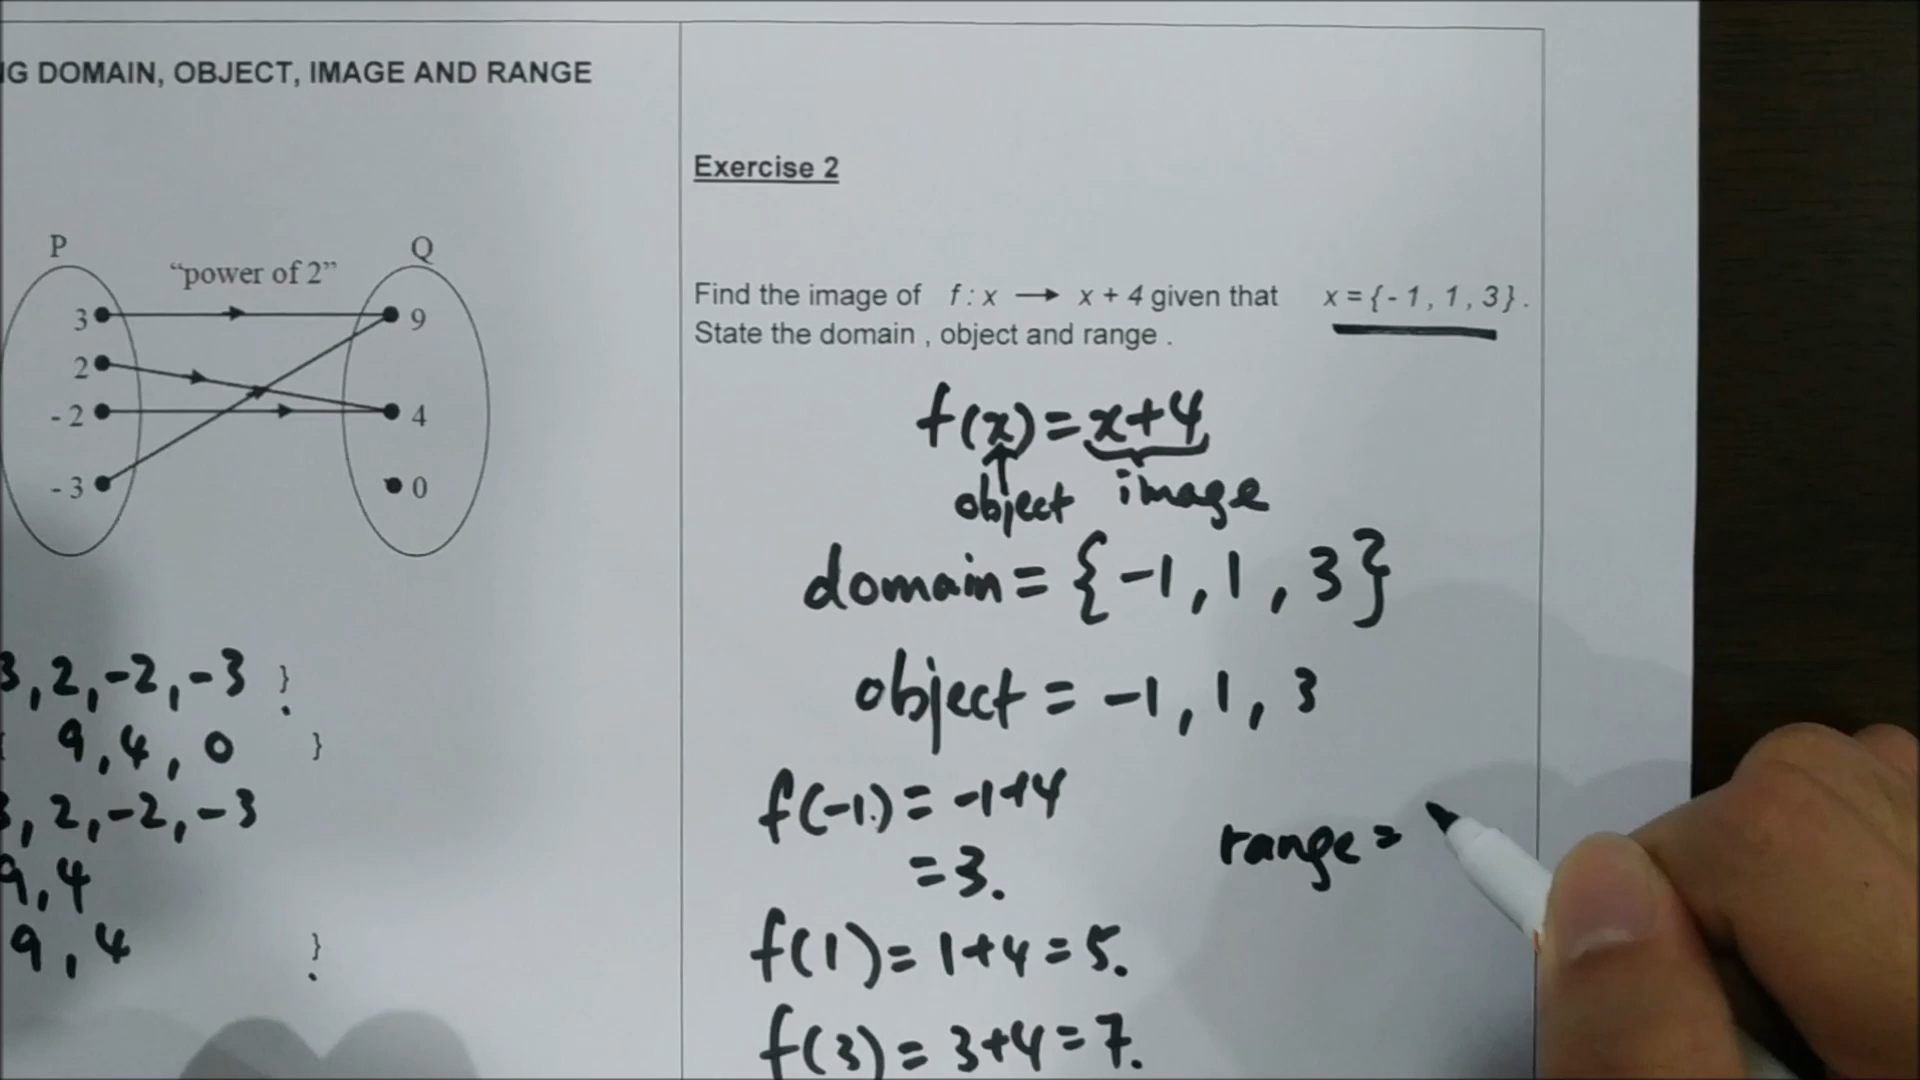 G DOMAIN, OBJECT, IMAGE AND RANGE
P
Q
"power of 2"
3
9
2
- 2
4
- 3
0
3, 2, -2, -3 }.
9, 4, 0 }
3, 2, -2, -3
9, 4
9, 4 }.
Exercise 2
Find the image of f : x → x + 4 given that x = { - 1 , 1 , 3 } .
State the domain , object and range .
f(x) = x+4
object image
domain = {-1, 1, 3}
object = -1, 1, 3
f(-1) = -1+4
= 3.
range =
f(1) = 1+4 = 5.
f(3) = 3+4 = 7.